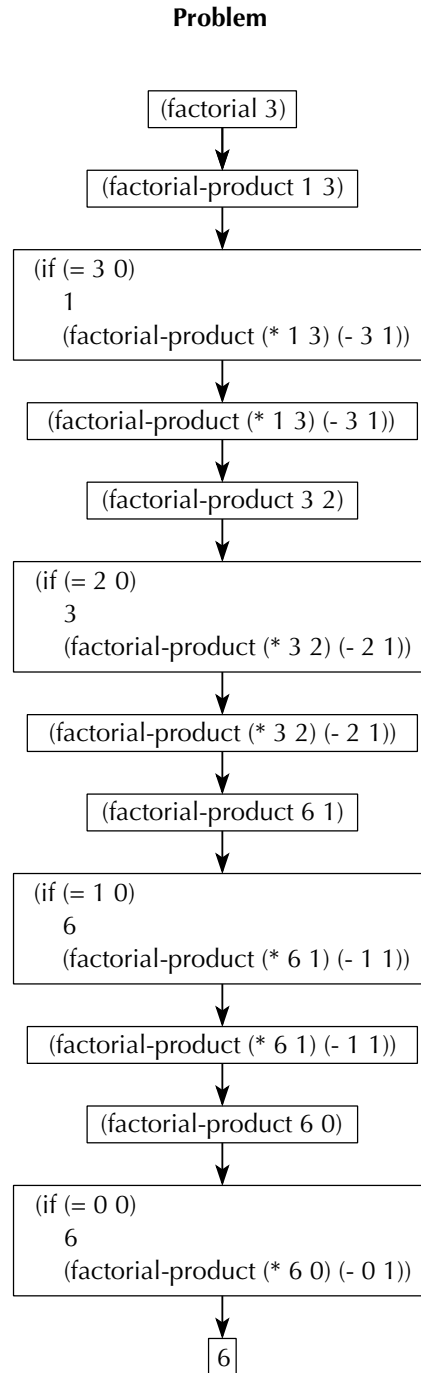 Problem
(factorial 3)
(factorial-product 1 3)
(if (= 3 0)
1
(factorial-product (* 1 3) (- 3 1))
(factorial-product (* 1 3) (- 3 1))
(factorial-product 3 2)
(if (= 2 0)
3
(factorial-product (* 3 2) (- 2 1))
(factorial-product (* 3 2) (- 2 1))
(factorial-product 6 1)
(if (= 1 0)
6
(factorial-product (* 6 1) (- 1 1))
(factorial-product (* 6 1) (- 1 1))
(factorial-product 6 0)
(if (= 0 0)
6
(factorial-product (* 6 0) (- 0 1))
6